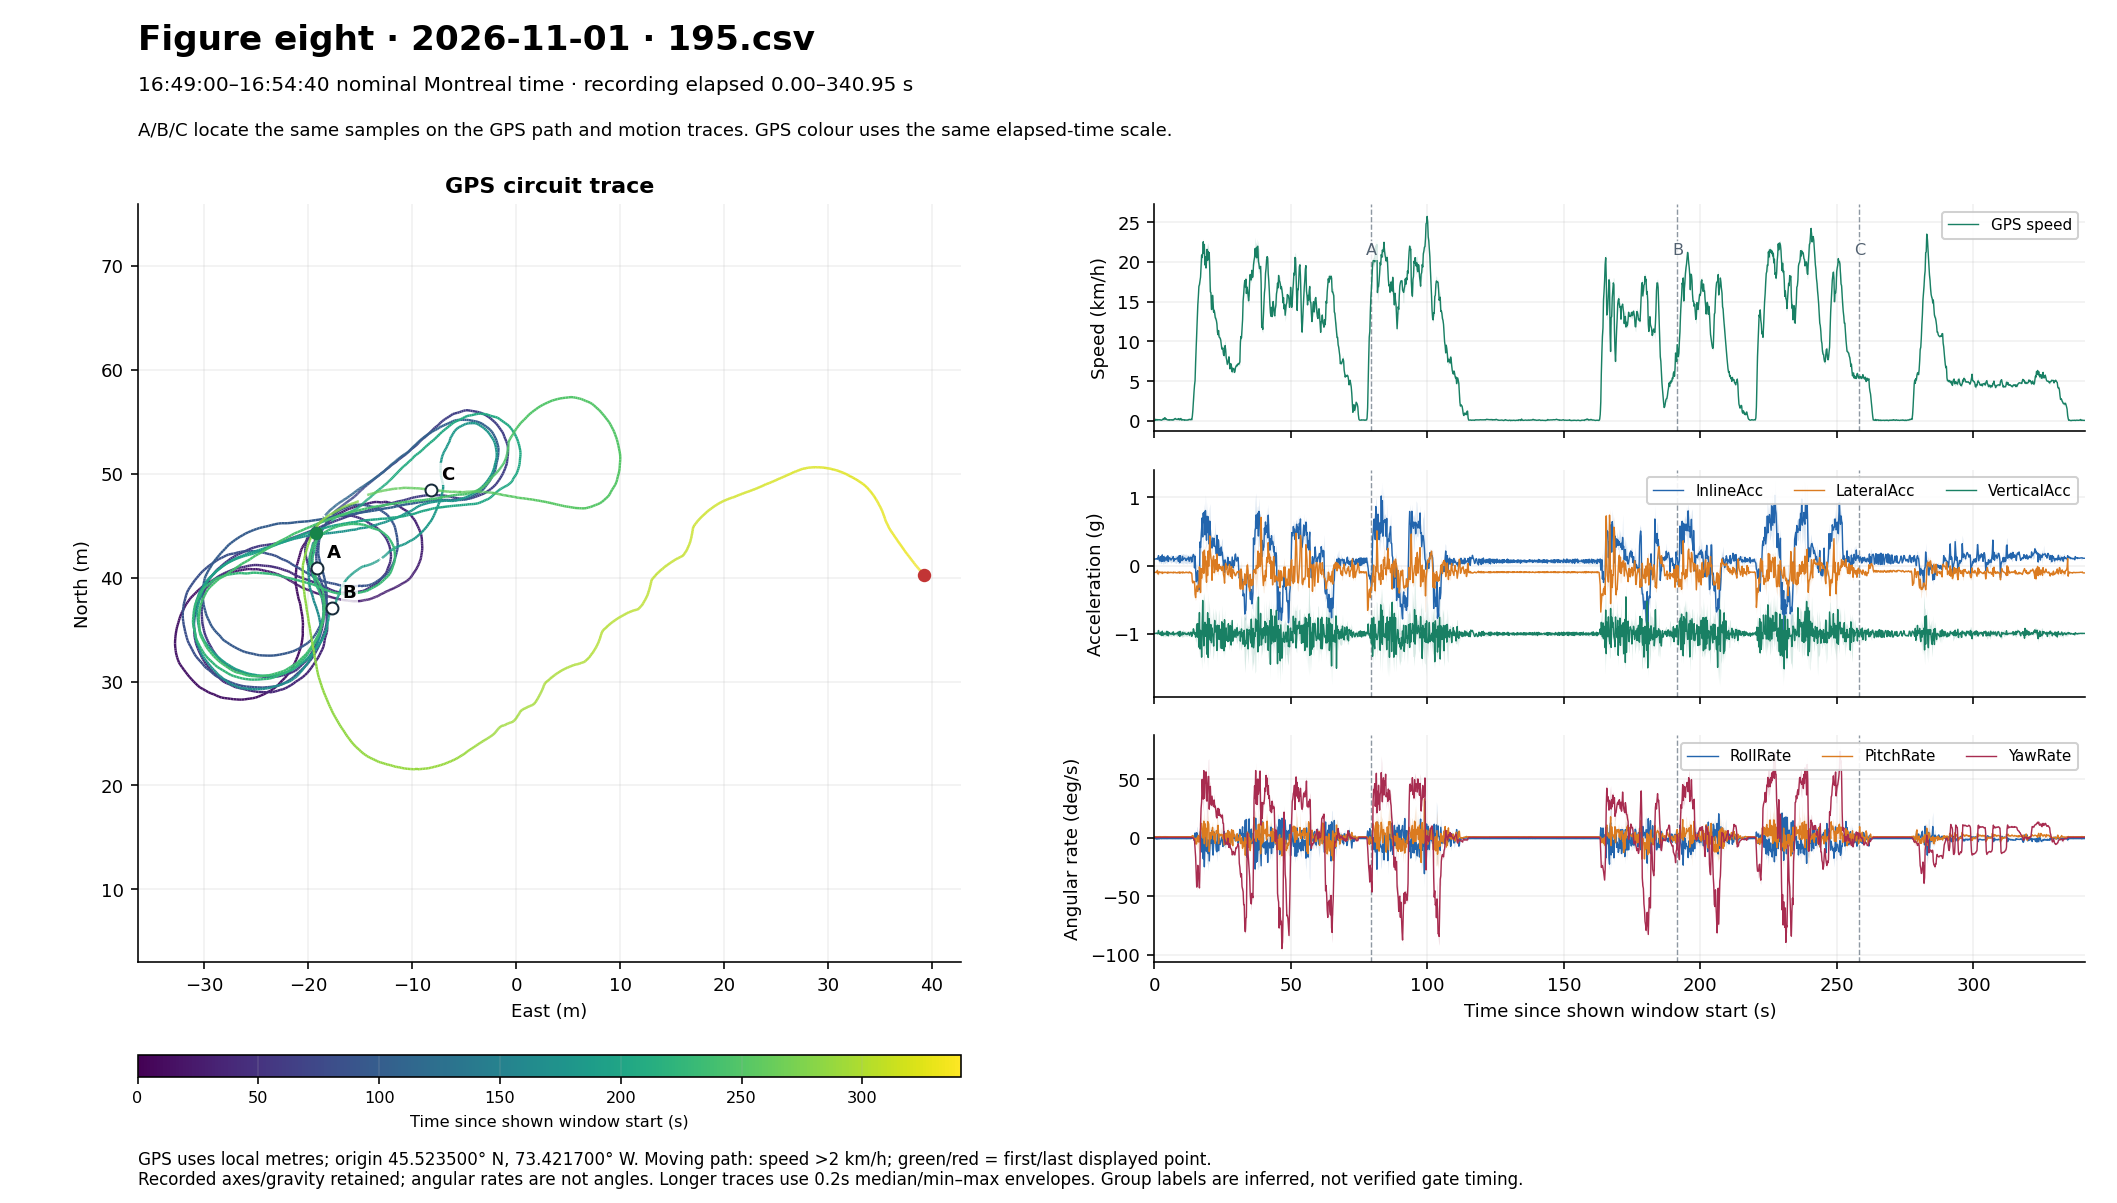 Figure eight · 2026-11-01 · 195.csv
16:49:00–16:54:40 nominal Montreal time · recording elapsed 0.00–340.95 s
A/B/C locate the same samples on the GPS path and motion traces. GPS colour uses the same elapsed-time scale.
GPS circuit trace
North (m)
70
60
50
40
30
20
10
A
B
C
−30
−20
−10
0
10
20
30
40
East (m)
0
50
100
150
200
250
300
Time since shown window start (s)
Speed (km/h)
25
20
15
10
5
0
A
B
C
GPS speed
Acceleration (g)
1
0
−1
InlineAcc
LateralAcc
VerticalAcc
Angular rate (deg/s)
50
0
−50
−100
RollRate
PitchRate
YawRate
0
50
100
150
200
250
300
Time since shown window start (s)
GPS uses local metres; origin 45.523500° N, 73.421700° W. Moving path: speed >2 km/h; green/red = first/last displayed point.
Recorded axes/gravity retained; angular rates are not angles. Longer traces use 0.2s median/min–max envelopes. Group labels are inferred, not verified gate timing.